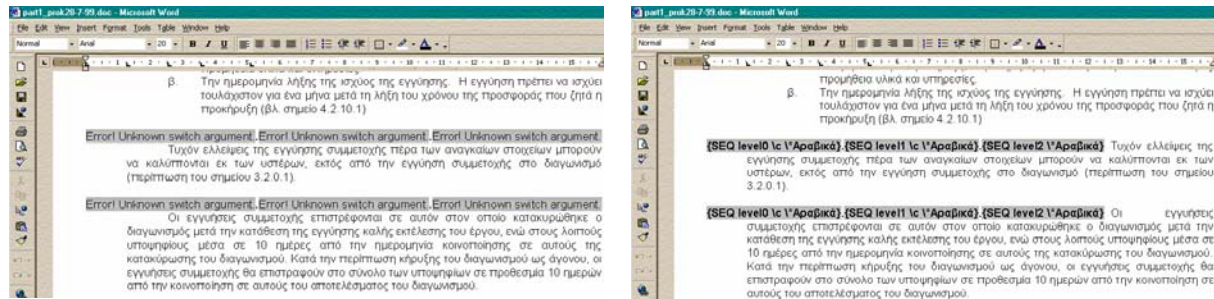 part1_prok28-7-99.doc - Microsoft Word
File Edit View Insert Format Tools Table Window Help
Normal Arial 20 B I U
β. Την ημερομηνία λήξης της ισχύος της εγγύησης. Η εγγύηση πρέπει να ισχύει
τουλάχιστον για ένα μήνα μετά τη λήξη του χρόνου της προσφοράς που ζητά η
προκήρυξη (βλ. σημείο 4.2.10.1)
Error! Unknown switch argument..Error! Unknown switch argument..Error! Unknown switch argument.
Τυχόν ελλείψεις της εγγύησης συμμετοχής πέρα των αναγκαίων στοιχείων μπορούν
να καλύπτονται εκ των υστέρων, εκτός από την εγγύηση συμμετοχής στο διαγωνισμό
(περίπτωση του σημείου 3.2.0.1).
Error! Unknown switch argument..Error! Unknown switch argument..Error! Unknown switch argument.
Οι εγγυήσεις συμμετοχής επιστρέφονται σε αυτόν στον οποίο κατακυρώθηκε ο
διαγωνισμός μετά την κατάθεση της εγγύησης καλής εκτέλεσης του έργου, ενώ στους λοιπούς
υποψηφίους μέσα σε 10 ημέρες από την ημερομηνία κοινοποίησης σε αυτούς της
κατακύρωσης του διαγωνισμού. Κατά την περίπτωση κήρυξης του διαγωνισμού ως άγονου, οι
εγγυήσεις συμμετοχής θα επιστραφούν στο σύνολο των υποψηφίων σε προθεσμία 10 ημερών
από την κοινοποίηση σε αυτούς του αποτελέσματος του διαγωνισμού.
part1_prok28-7-99.doc - Microsoft Word
File Edit View Insert Format Tools Table Window Help
Normal Arial 20 B I U
προμήθεια υλικά και υπηρεσίες.
β. Την ημερομηνία λήξης της ισχύος της εγγύησης. Η εγγύηση πρέπει να ισχύει
τουλάχιστον για ένα μήνα μετά τη λήξη του χρόνου της προσφοράς που ζητά η
προκήρυξη (βλ. σημείο 4.2.10.1)
{SEQ level0 \c \*Αραβικά}.{SEQ level1 \c \*Αραβικά}.{SEQ level2 \*Αραβικά} Τυχόν ελλείψεις της
εγγύησης συμμετοχής πέρα των αναγκαίων στοιχείων μπορούν να καλύπτονται εκ των
υστέρων, εκτός από την εγγύηση συμμετοχής στο διαγωνισμό (περίπτωση του σημείου
3.2.0.1).
{SEQ level0 \c \*Αραβικά}.{SEQ level1 \c \*Αραβικά}.{SEQ level2 \*Αραβικά} Οι εγγυήσεις
συμμετοχής επιστρέφονται σε αυτόν στον οποίο κατακυρώθηκε ο διαγωνισμός μετά την
κατάθεση της εγγύησης καλής εκτέλεσης του έργου, ενώ στους λοιπούς υποψηφίους μέσα σε
10 ημέρες από την ημερομηνία κοινοποίησης σε αυτούς της κατακύρωσης του διαγωνισμού.
Κατά την περίπτωση κήρυξης του διαγωνισμού ως άγονου, οι εγγυήσεις συμμετοχής θα
επιστραφούν στο σύνολο των υποψηφίων σε προθεσμία 10 ημερών από την κοινοποίηση σε
αυτούς του αποτελέσματος του διαγωνισμού.